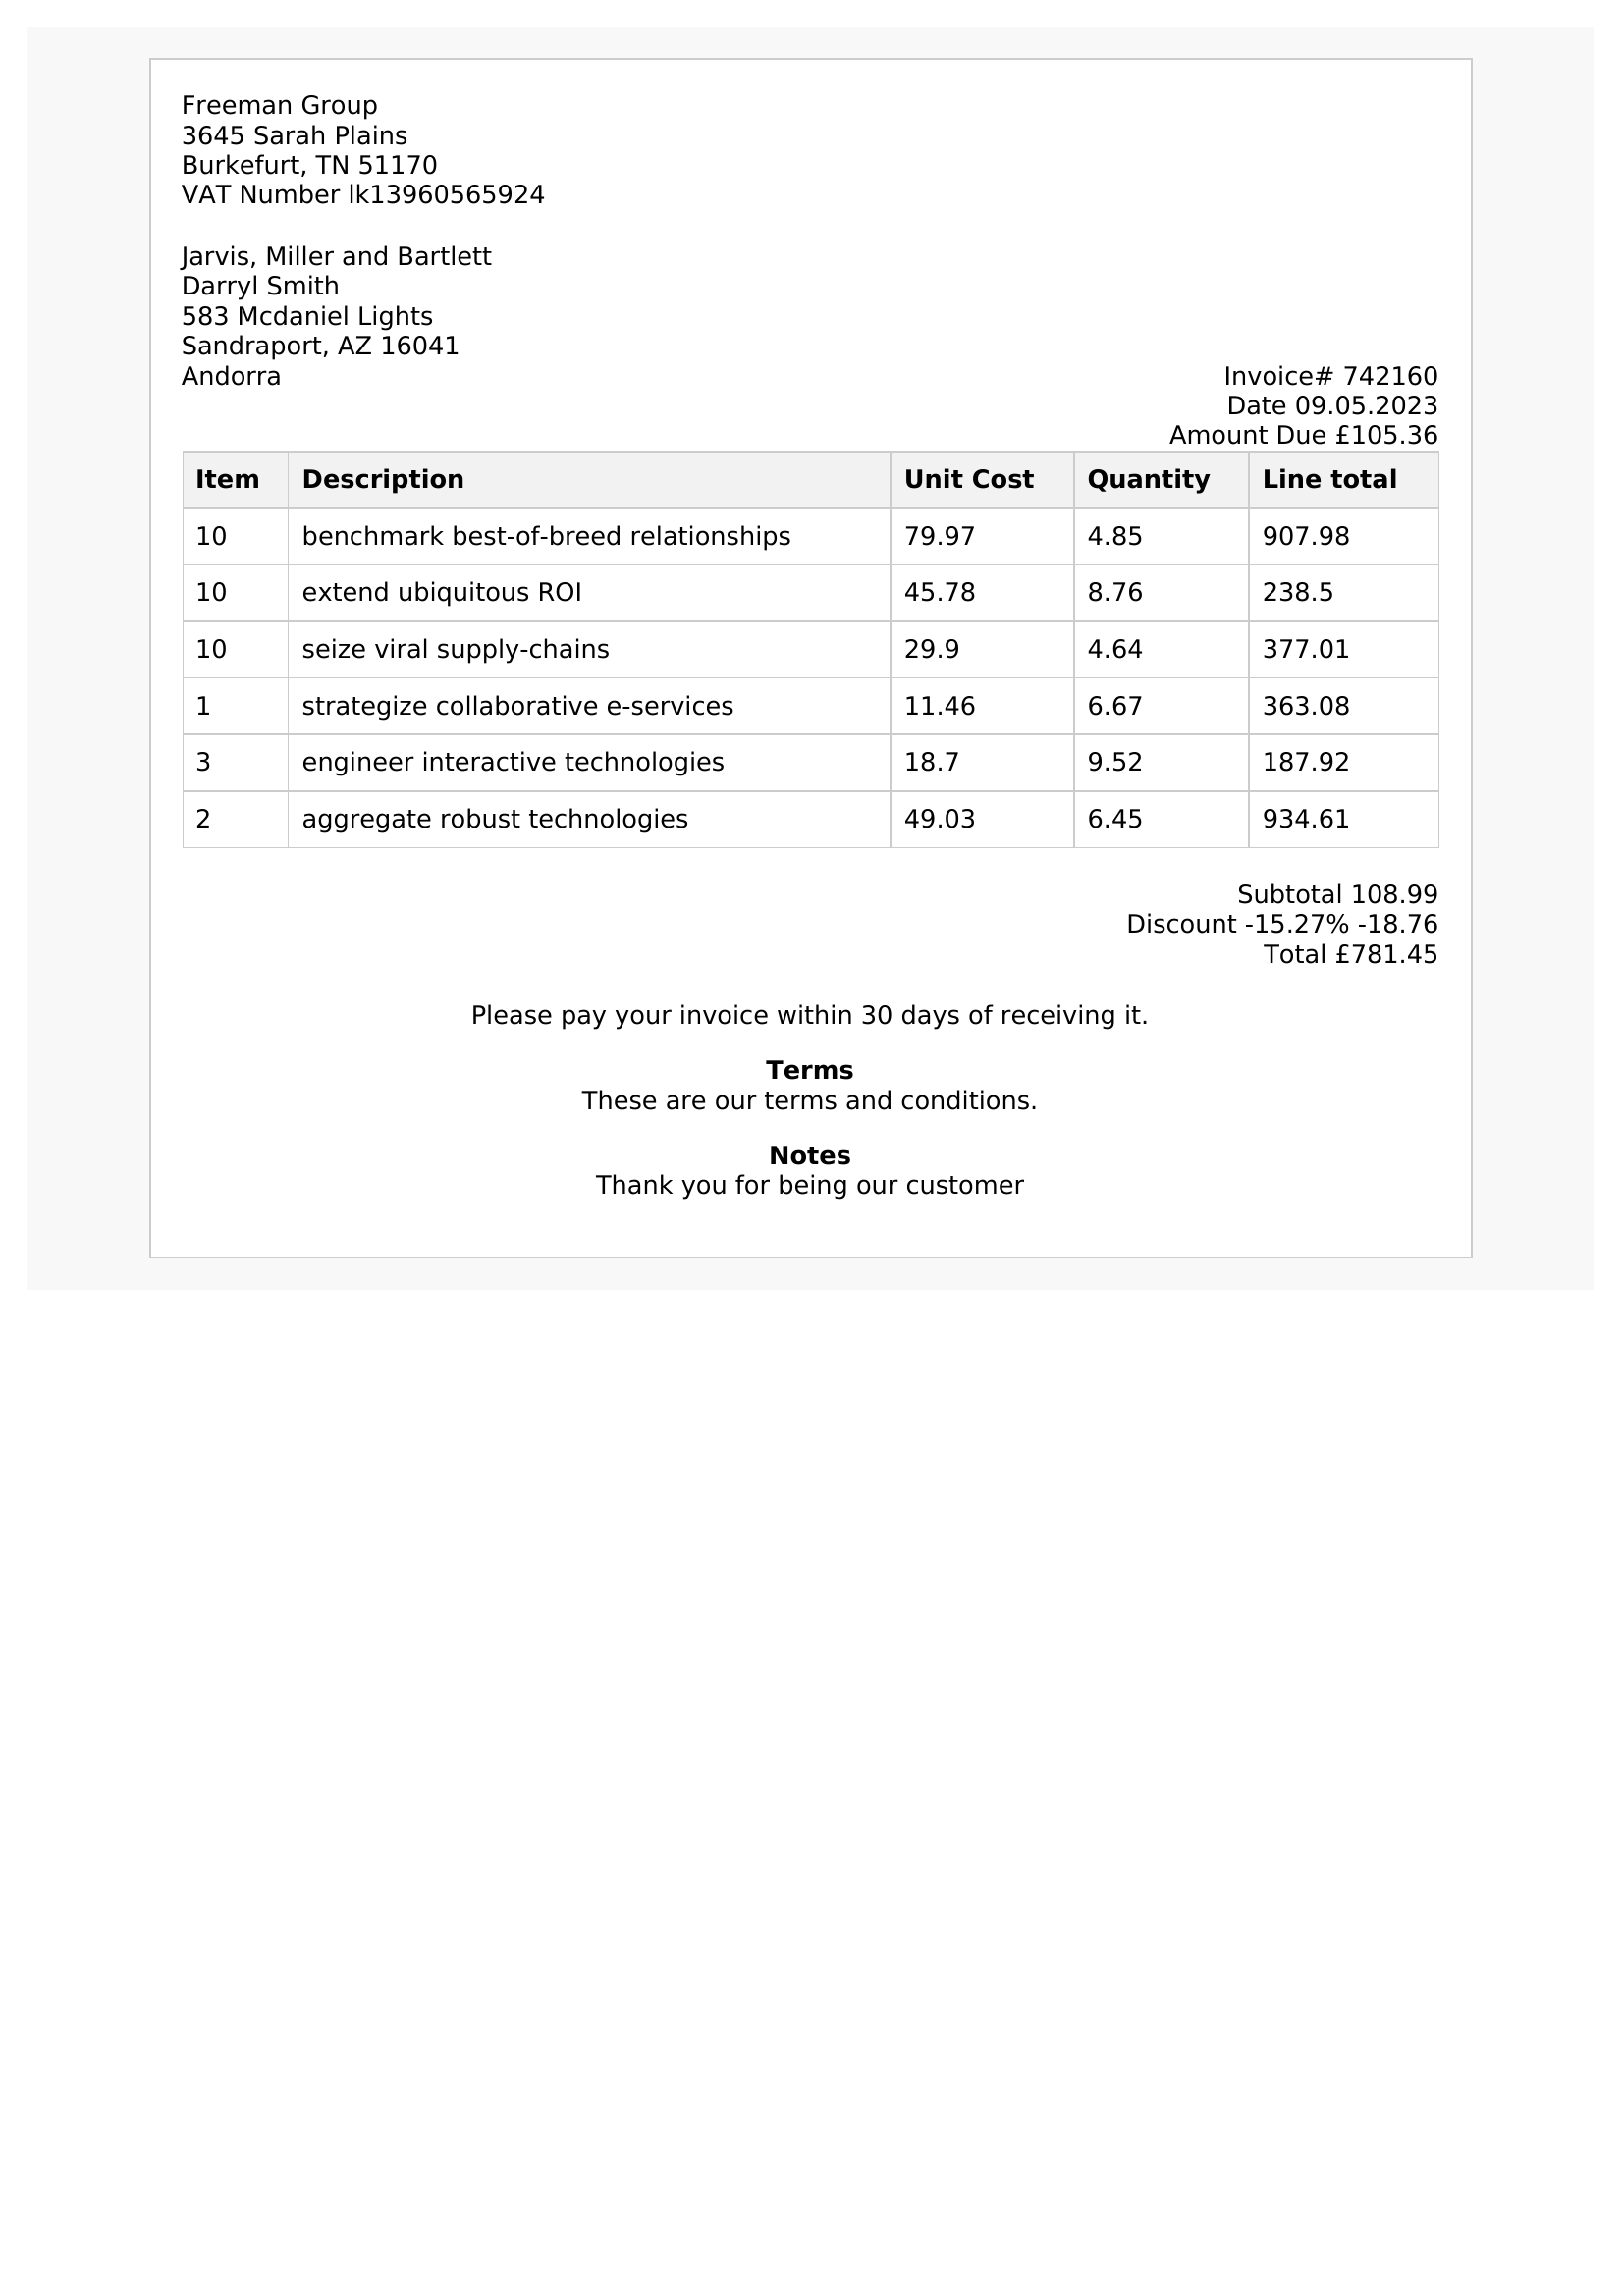 Freeman Group
3645 Sarah Plains
Burkefurt, TN 51170
VAT Number lk13960565924
Jarvis, Miller and Bartlett
Darryl Smith
583 Mcdaniel Lights
Sandraport, AZ 16041
Andorra
Invoice# 742160
Date 09.05.2023
Amount Due £105.36
Item Description Unit Cost Quantity Line total
10 benchmark best-of-breed relationships 79.97 4.85 907.98
10 extend ubiquitous ROI 45.78 8.76 238.5
10 seize viral supply-chains 29.9 4.64 377.01
1 strategize collaborative e-services 11.46 6.67 363.08
3 engineer interactive technologies 18.7 9.52 187.92
2 aggregate robust technologies 49.03 6.45 934.61
Subtotal 108.99
Discount -15.27% -18.76
Total £781.45
Please pay your invoice within 30 days of receiving it.
Terms
These are our terms and conditions.
Notes
Thank you for being our customer